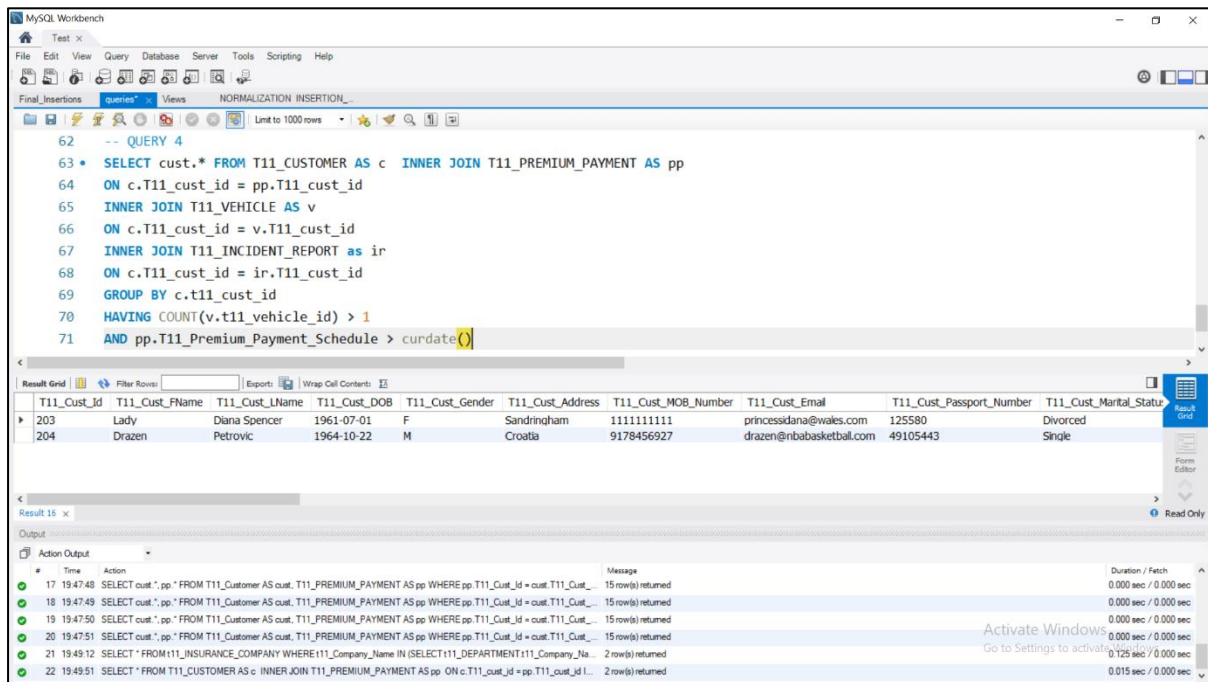 MySQL Workbench
Test ×
File Edit View Query Database Server Tools Scripting Help
Final_Insertions queries* × Views NORMALIZATION INSERTION_...
Limit to 1000 rows
62 -- QUERY 4
63 SELECT cust.* FROM T11_CUSTOMER AS c INNER JOIN T11_PREMIUM_PAYMENT AS pp
64 ON c.T11_cust_id = pp.T11_cust_id
65 INNER JOIN T11_VEHICLE AS v
66 ON c.T11_cust_id = v.T11_cust_id
67 INNER JOIN T11_INCIDENT_REPORT as ir
68 ON c.T11_cust_id = ir.T11_cust_id
69 GROUP BY c.t11_cust_id
70 HAVING COUNT(v.t11_vehicle_id) > 1
71 AND pp.T11_Premium_Payment_Schedule > curdate()
Result Grid Filter Rows: Export: Wrap Cell Content:
T11_Cust_Id T11_Cust_FName T11_Cust_LName T11_Cust_DOB T11_Cust_Gender T11_Cust_Address T11_Cust_MOB_Number T11_Cust_Email T11_Cust_Passport_Number T11_Cust_Marital_Status
203 Lady Diana Spencer 1961-07-01 F Sandringham 1111111111 princessidana@wales.com 125580 Divorced
204 Drazen Petrovic 1964-10-22 M Croatia 9178456927 drazen@nbabasketball.com 49105443 Single
Result Grid
Form Editor
Result 16 × Read Only
Output
Action Output
# Time Action Message Duration / Fetch
17 19:47:48 SELECT cust.*, pp.* FROM T11_Customer AS cust, T11_PREMIUM_PAYMENT AS pp WHERE pp.T11_Cust_Id = cust.T11_Cust_... 15 row(s) returned 0.000 sec / 0.000 sec
18 19:47:49 SELECT cust.*, pp.* FROM T11_Customer AS cust, T11_PREMIUM_PAYMENT AS pp WHERE pp.T11_Cust_Id = cust.T11_Cust_... 15 row(s) returned 0.000 sec / 0.000 sec
19 19:47:50 SELECT cust.*, pp.* FROM T11_Customer AS cust, T11_PREMIUM_PAYMENT AS pp WHERE pp.T11_Cust_Id = cust.T11_Cust_... 15 row(s) returned 0.000 sec / 0.000 sec
20 19:47:51 SELECT cust.*, pp.* FROM T11_Customer AS cust, T11_PREMIUM_PAYMENT AS pp WHERE pp.T11_Cust_Id = cust.T11_Cust_... 15 row(s) returned 0.000 sec / 0.000 sec
Activate Windows
21 19:49:12 SELECT * FROM t11_INSURANCE_COMPANY WHERE t11_Company_Name IN (SELECT t11_DEPARTMENT.t11_Company_Na... 2 row(s) returned 0.125 sec / 0.000 sec
Go to Settings to activate Windows.
22 19:49:51 SELECT * FROM T11_CUSTOMER AS c INNER JOIN T11_PREMIUM_PAYMENT AS pp ON c.T11_cust_id = pp.T11_cust_id I... 2 row(s) returned 0.015 sec / 0.000 sec